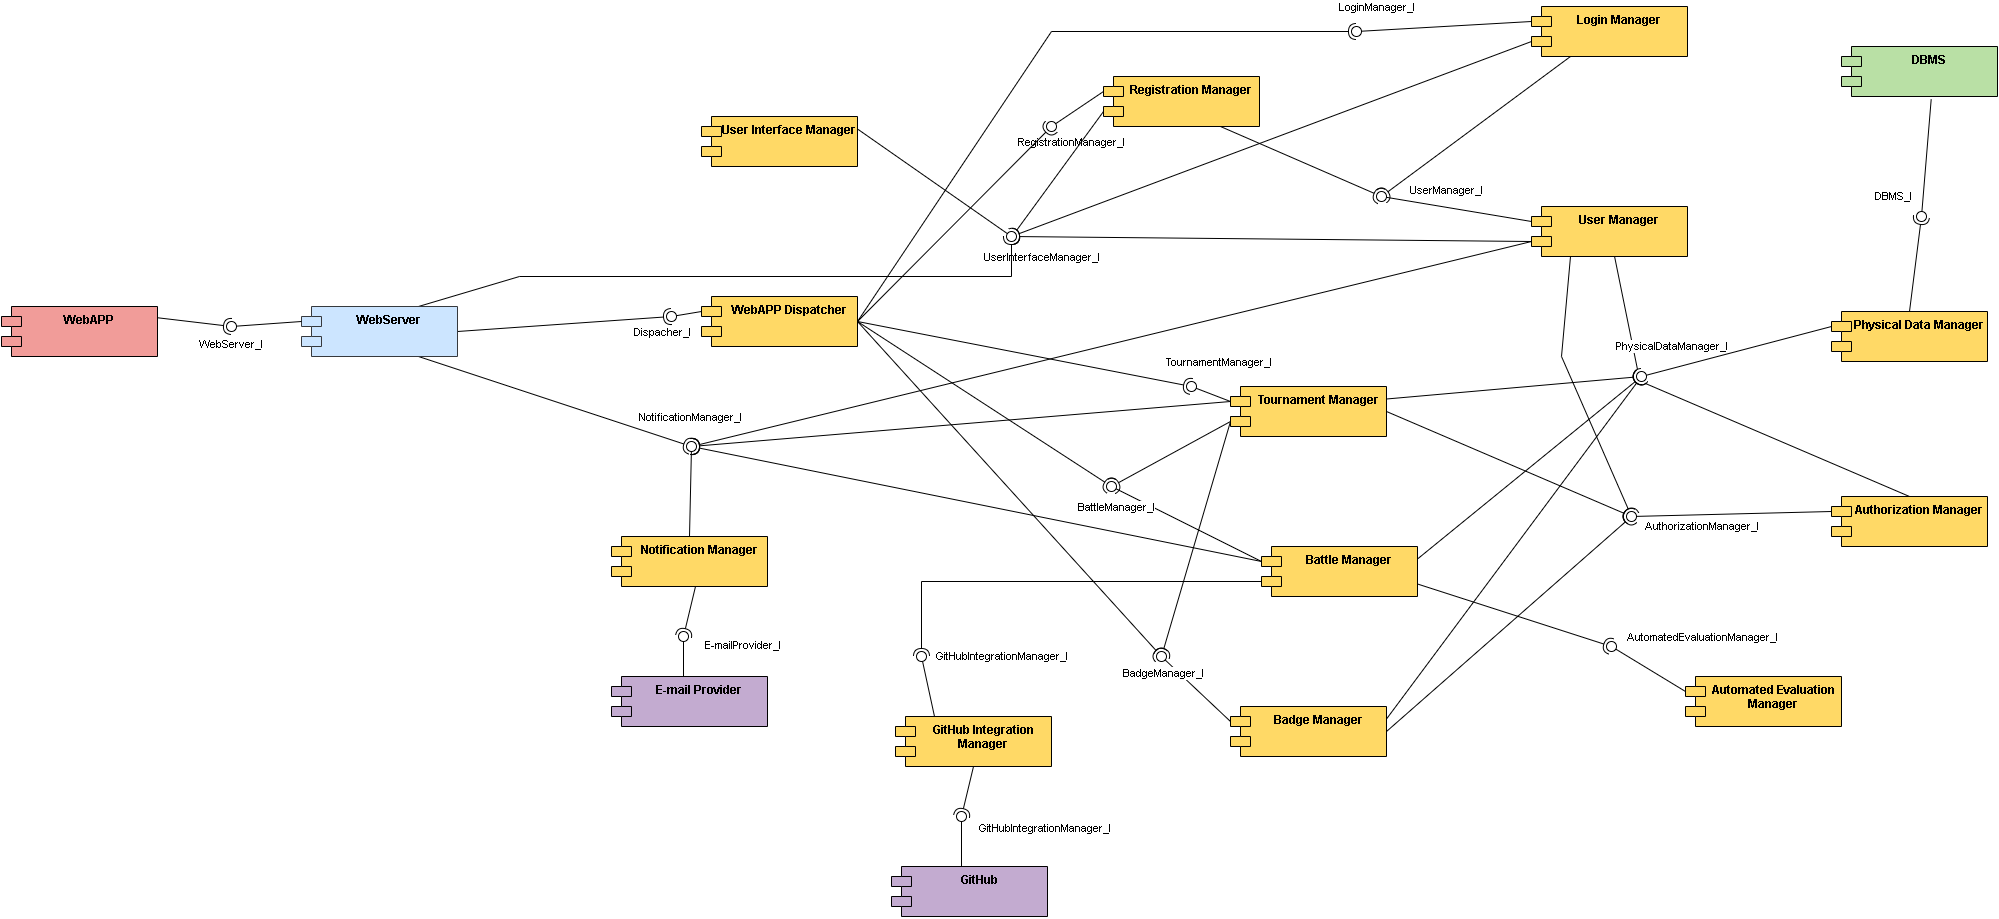 LoginManager_I
Login Manager
DBMS
Registration Manager
User Interface Manager
RegistrationManager_I
UserManager_I
DBMS_I
User Manager
UserInterfaceManager_I
WebAPP
WebServer
WebAPP Dispatcher
Physical Data Manager
WebServer_I
Dispacher_I
PhysicalDataManager_I
TournamentManager_I
Tournament Manager
NotificationManager_I
BattleManager_I
Authorization Manager
AuthorizationManager_I
Notification Manager
Battle Manager
E-mailProvider_I
GitHubIntegrationManager_I
AutomatedEvaluationManager_I
BadgeManager_I
E-mail Provider
Automated Evaluation
Manager
GitHub Integration
Manager
Badge Manager
GitHubIntegrationManager_I
GitHub